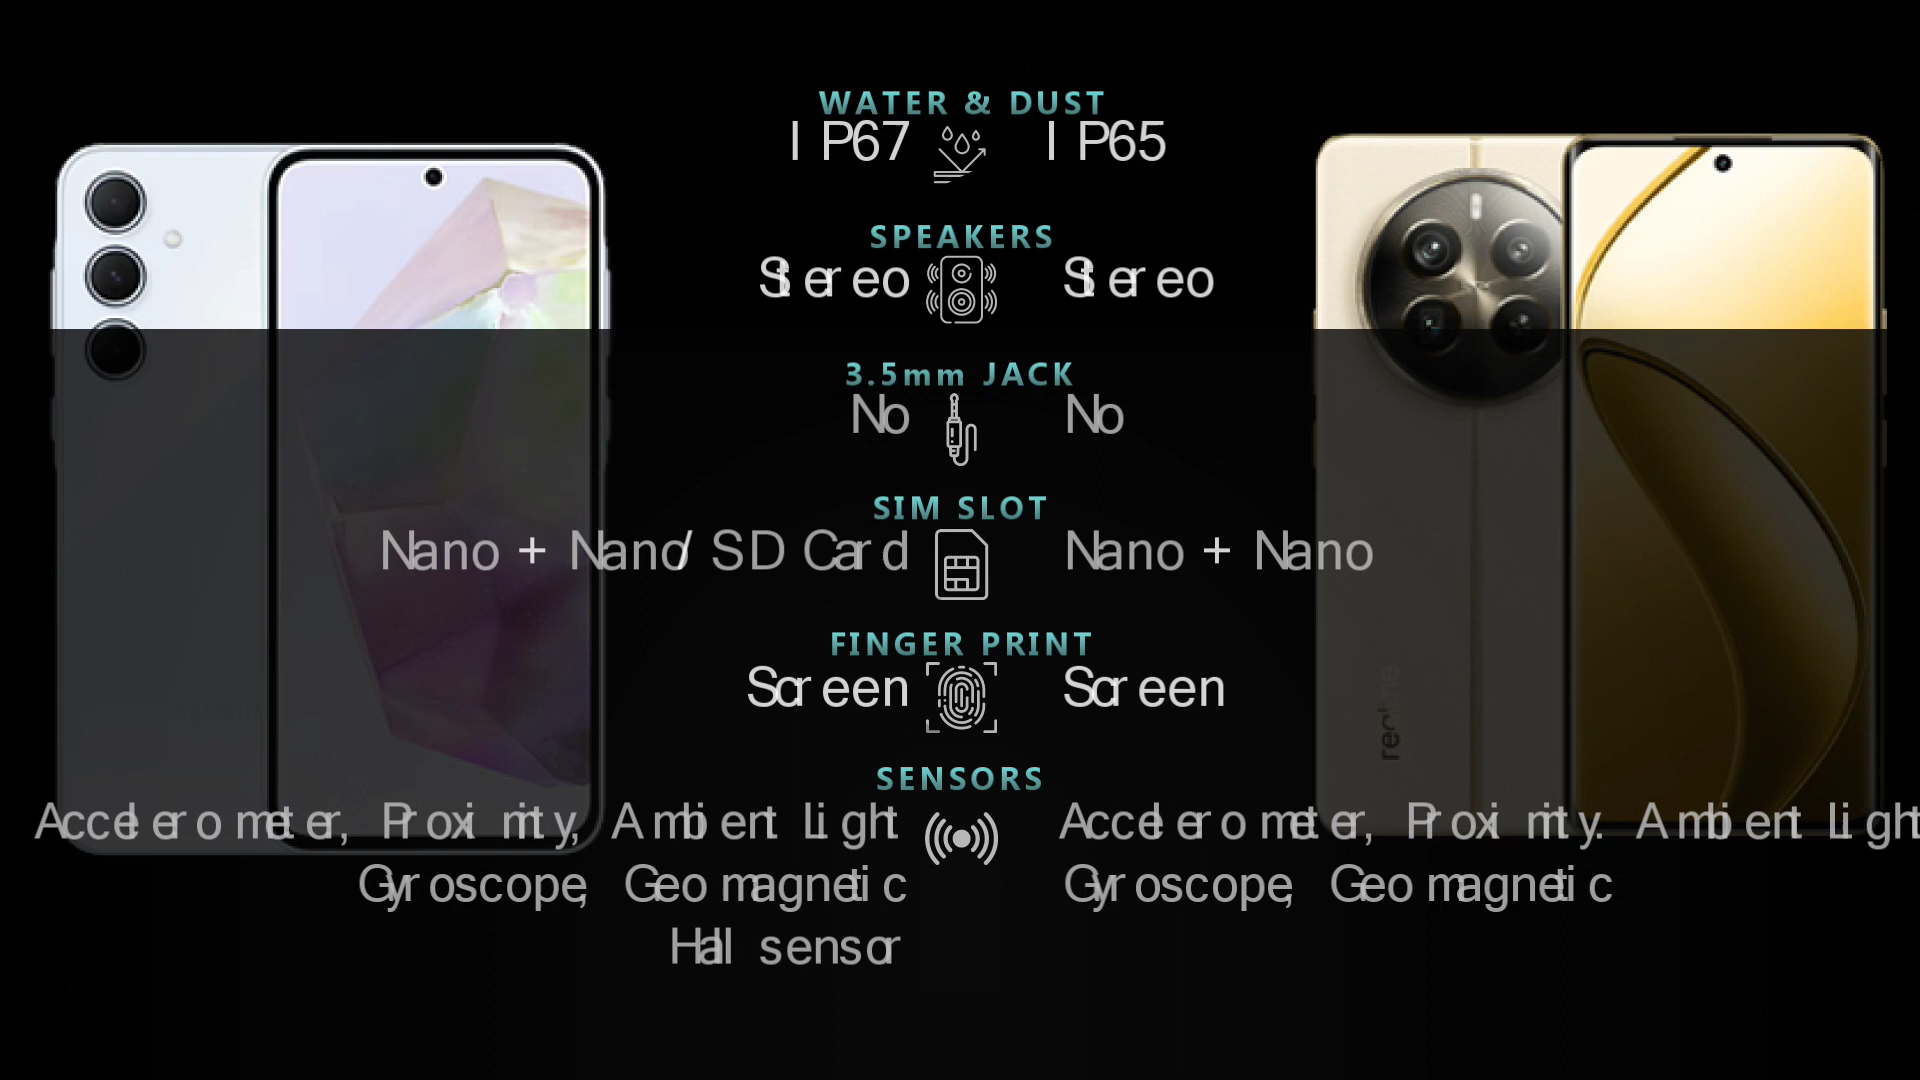 WATER & DUST
IP67 IP65
SPEAKERS
Stereo Stereo
3.5mm JACK
No No
SIM SLOT
Nano + Nano/ SD Card Nano + Nano
FINGER PRINT
Screen Screen
SENSORS
Accelerometer, Proximity, Ambient Light Accelerometer, Proximity. Ambient Light
Gyroscope, Geomagnetic Gyroscope, Geomagnetic
Hall sensor
realme
SAMSUNG